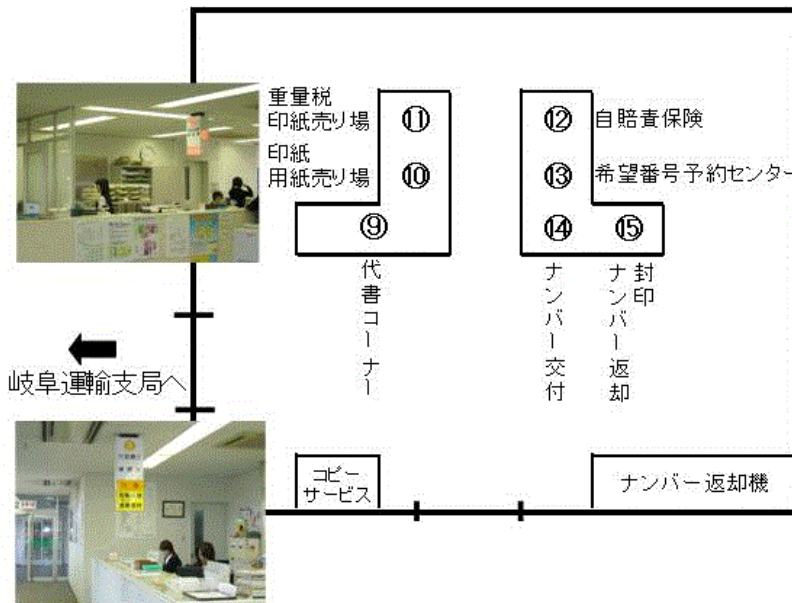 重量税
印紙売り場
⑪
⑫
自賠責保険
印紙
用紙売り場
⑩
⑬
希望番号予約センター
⑨
⑭
⑮
代書コーナー
ナンバー交付
封印
ナンバー返却
岐阜運輸支局へ
コピー
サービス
ナンバー返却機